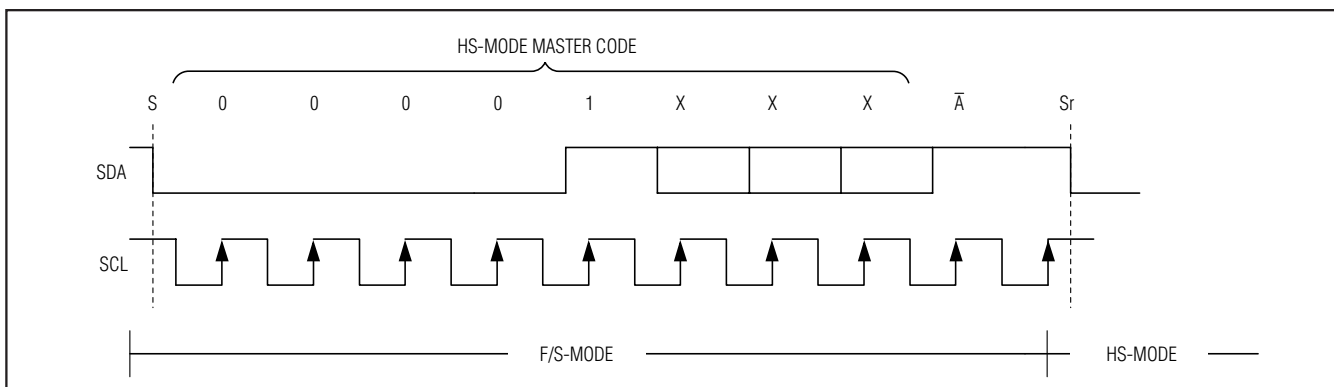 HS-MODE MASTER CODE
S 0 0 0 0 1 X X X A̅ Sr
SDA
SCL
F/S-MODE HS-MODE